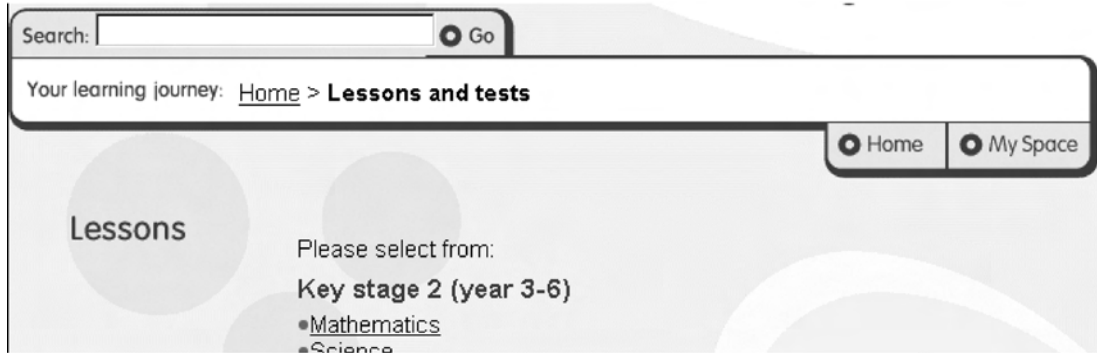 Search: Go
Your learning journey: Home > Lessons and tests
Home My Space
Lessons
Please select from:
Key stage 2 (year 3-6)
•Mathematics
•Science